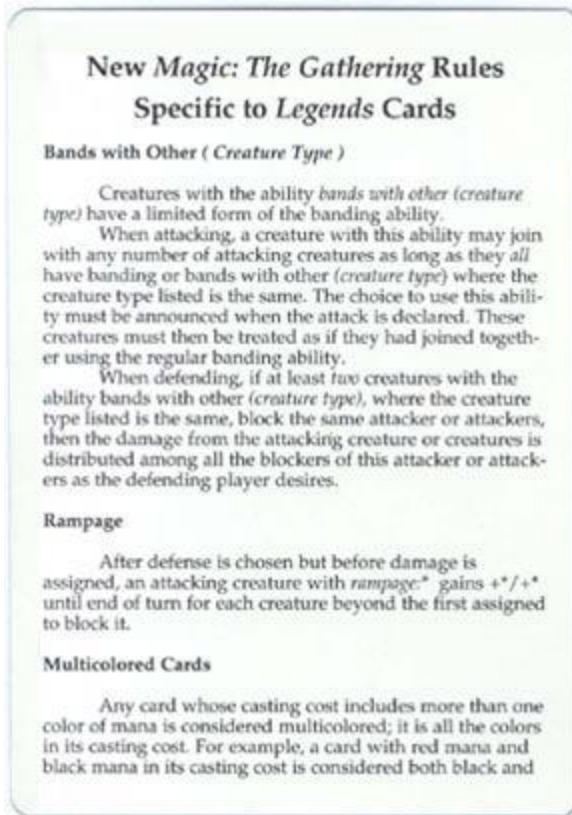 New Magic: The Gathering Rules
Specific to Legends Cards
Bands with Other ( Creature Type )
Creatures with the ability bands with other (creature
type) have a limited form of the banding ability.
When attacking, a creature with this ability may join
with any number of attacking creatures as long as they all
have banding or bands with other (creature type) where the
creature type listed is the same. The choice to use this abili-
ty must be announced when the attack is declared. These
creatures must then be treated as if they had joined togeth-
er using the regular banding ability.
When defending, if at least two creatures with the
ability bands with other (creature type), where the creature
type listed is the same, block the same attacker or attackers,
then the damage from the attacking creature or creatures is
distributed among all the blockers of this attacker or attack-
ers as the defending player desires.
Rampage
After defense is chosen but before damage is
assigned, an attacking creature with rampage:* gains +*/+*
until end of turn for each creature beyond the first assigned
to block it.
Multicolored Cards
Any card whose casting cost includes more than one
color of mana is considered multicolored; it is all the colors
in its casting cost. For example, a card with red mana and
black mana in its casting cost is considered both black and